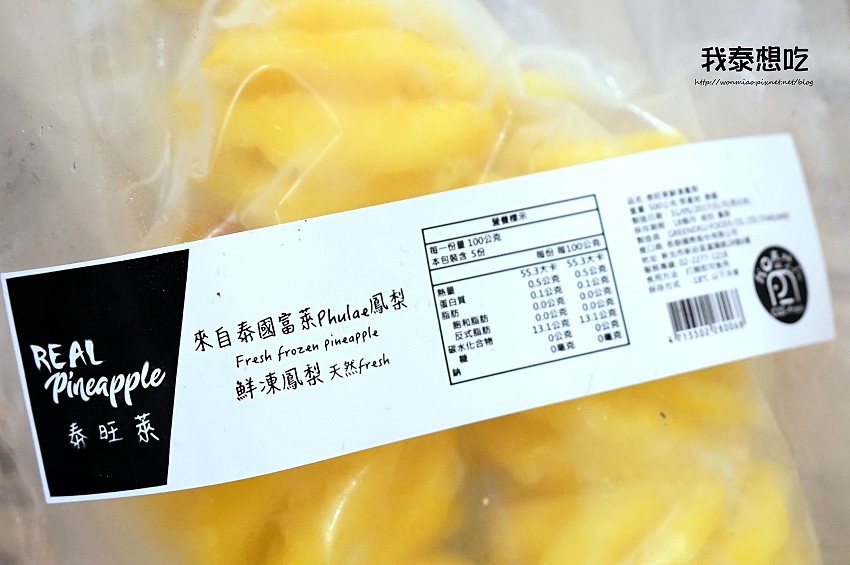 我泰想吃
http://wonmiao.pixnet.net/blog
REAL
Pineapple
泰旺萊
來自泰國富萊Phulae鳳梨
Fresh frozen pineapple
鮮凍鳳梨 天然fresh
營養標示
每一份量 100公克
本包裝含 5份
每份 每100公克
熱量 55.3大卡 55.3大卡
蛋白質 0.5公克 0.5公克
脂肪 0.1公克 0.1公克
飽和脂肪 0.0公克 0.0公克
反式脂肪 0.0公克 0.0公克
碳水化合物 13.1公克 13.1公克
糖 0公克 0公克
鈉 0毫克 0毫克